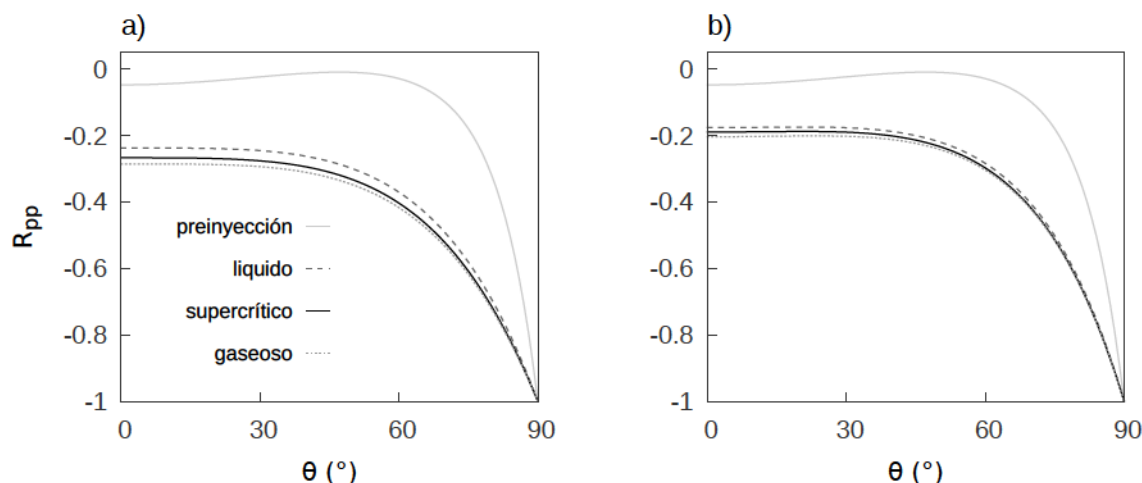 a)
b)
0
-0.2
-0.4
-0.6
-0.8
-1
Rpp
preinyección
liquido
supercrítico
gaseoso
0 30 60 90
θ (°)
0
-0.2
-0.4
-0.6
-0.8
-1
0 30 60 90
θ (°)